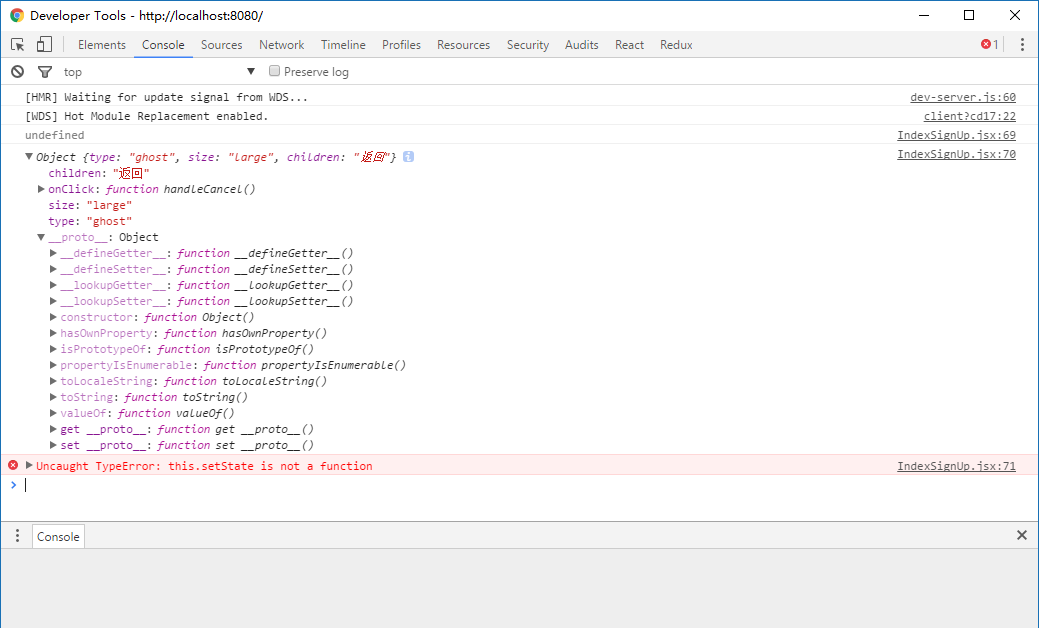 Developer Tools - http://localhost:8080/
Elements Console Sources Network Timeline Profiles Resources Security Audits React Redux 1
top Preserve log
[HMR] Waiting for update signal from WDS... dev-server.js:60
[WDS] Hot Module Replacement enabled. client?cd17:22
undefined IndexSignUp.jsx:69
Object {type: "ghost", size: "large", children: "返回"} IndexSignUp.jsx:70
children: "返回"
onClick: function handleCancel()
size: "large"
type: "ghost"
__proto__: Object
__defineGetter__: function __defineGetter__()
__defineSetter__: function __defineSetter__()
__lookupGetter__: function __lookupGetter__()
__lookupSetter__: function __lookupSetter__()
constructor: function Object()
hasOwnProperty: function hasOwnProperty()
isPrototypeOf: function isPrototypeOf()
propertyIsEnumerable: function propertyIsEnumerable()
toLocaleString: function toLocaleString()
toString: function toString()
valueOf: function valueOf()
get __proto__: function get __proto__()
set __proto__: function set __proto__()
Uncaught TypeError: this.setState is not a function IndexSignUp.jsx:71
Console